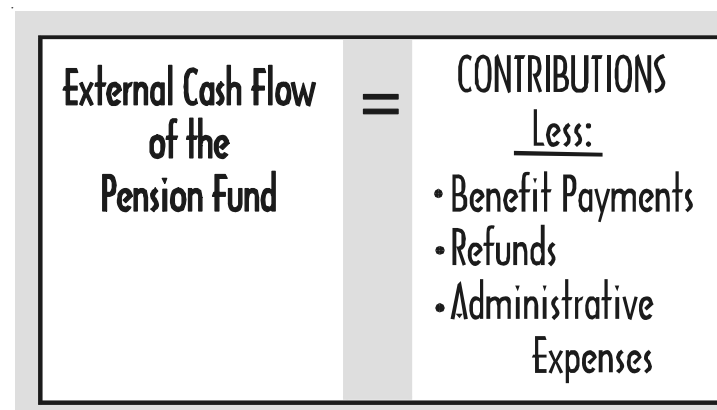 External Cash Flow
of the
Pension Fund
=
CONTRIBUTIONS
Less:
• Benefit Payments
• Refunds
• Administrative
Expenses